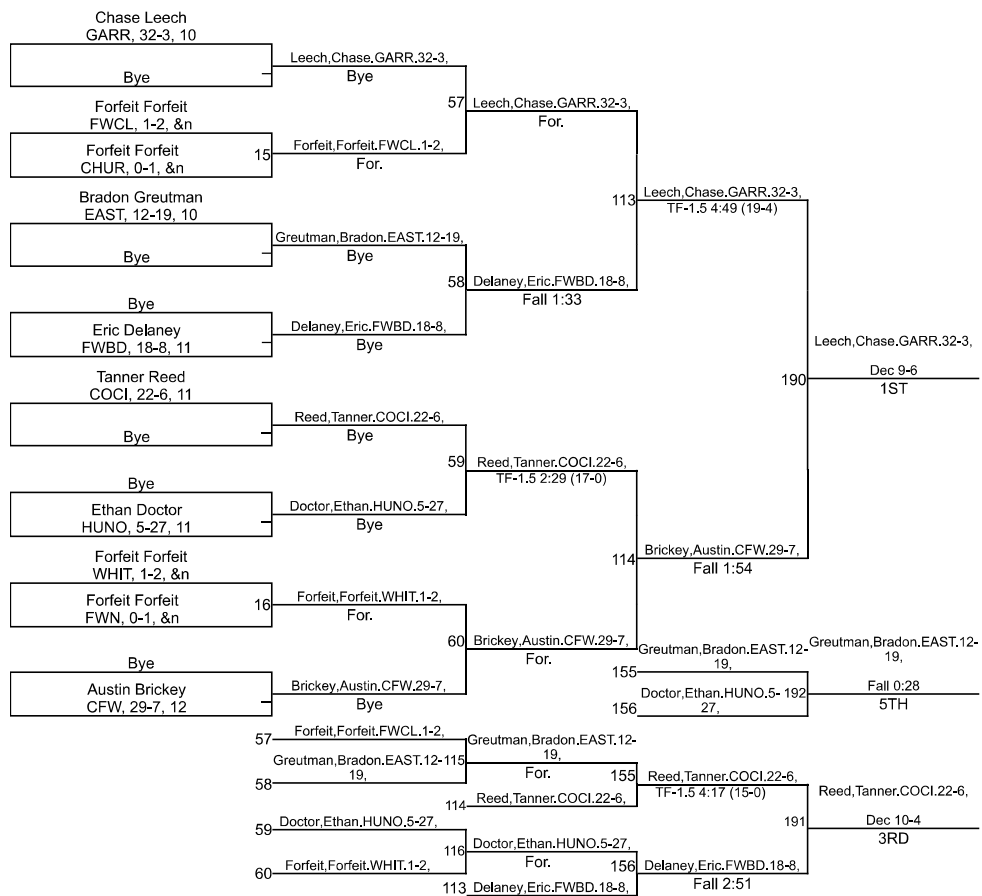 Chase Leech
GARR, 32-3, 10
Bye
Leech,Chase.GARR.32-3,
Bye
Forfeit Forfeit
FWCL, 1-2, &n
Forfeit Forfeit
CHUR, 0-1, &n
15
Forfeit,Forfeit.FWCL.1-2,
For.
57
Leech,Chase.GARR.32-3,
For.
Bradon Greutman
EAST, 12-19, 10
Bye
Greutman,Bradon.EAST.12-19,
Bye
Bye
Eric Delaney
FWBD, 18-8, 11
Delaney,Eric.FWBD.18-8,
Bye
58
Delaney,Eric.FWBD.18-8,
Fall 1:33
113
Leech,Chase.GARR.32-3,
TF-1.5 4:49 (19-4)
Tanner Reed
COCI, 22-6, 11
Bye
Reed,Tanner.COCI.22-6,
Bye
Bye
Ethan Doctor
HUNO, 5-27, 11
Doctor,Ethan.HUNO.5-27,
Bye
59
Reed,Tanner.COCI.22-6,
TF-1.5 2:29 (17-0)
Forfeit Forfeit
WHIT, 1-2, &n
Forfeit Forfeit
FWN, 0-1, &n
16
Forfeit,Forfeit.WHIT.1-2,
For.
Bye
Austin Brickey
CFW, 29-7, 12
Brickey,Austin.CFW.29-7,
Bye
60
Brickey,Austin.CFW.29-7,
For.
114
Brickey,Austin.CFW.29-7,
Fall 1:54
190
Leech,Chase.GARR.32-3,
Dec 9-6
1ST
155
Greutman,Bradon.EAST.12-
19,
156
Doctor,Ethan.HUNO.5-
27,
192
Greutman,Bradon.EAST.12-
19,
Fall 0:28
5TH
57
Forfeit,Forfeit.FWCL.1-2,
58
Greutman,Bradon.EAST.12-
19,
115
Greutman,Bradon.EAST.12-
19,
For.
114
Reed,Tanner.COCI.22-6,
155
Reed,Tanner.COCI.22-6,
TF-1.5 4:17 (15-0)
59
Doctor,Ethan.HUNO.5-27,
60
Forfeit,Forfeit.WHIT.1-2,
116
Doctor,Ethan.HUNO.5-27,
For.
113
Delaney,Eric.FWBD.18-8,
156
Delaney,Eric.FWBD.18-8,
Fall 2:51
191
Reed,Tanner.COCI.22-6,
Dec 10-4
3RD